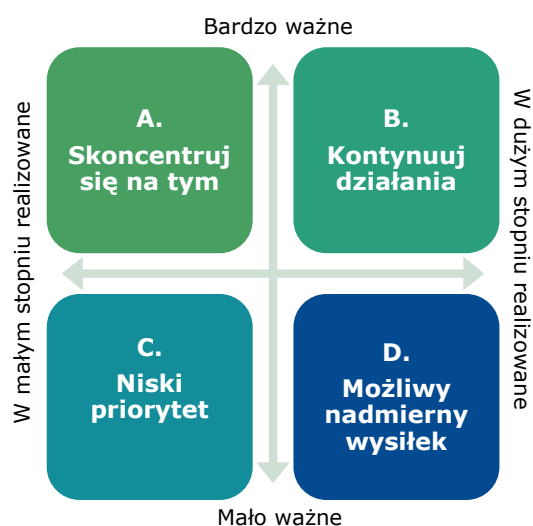 Bardzo ważne
W małym stopniu realizowane
A.
Skoncentruj
się na tym
B.
Kontynuuj
działania
W dużym stopniu realizowane
C.
Niski
priorytet
D.
Możliwy
nadmierny
wysiłek
Mało ważne